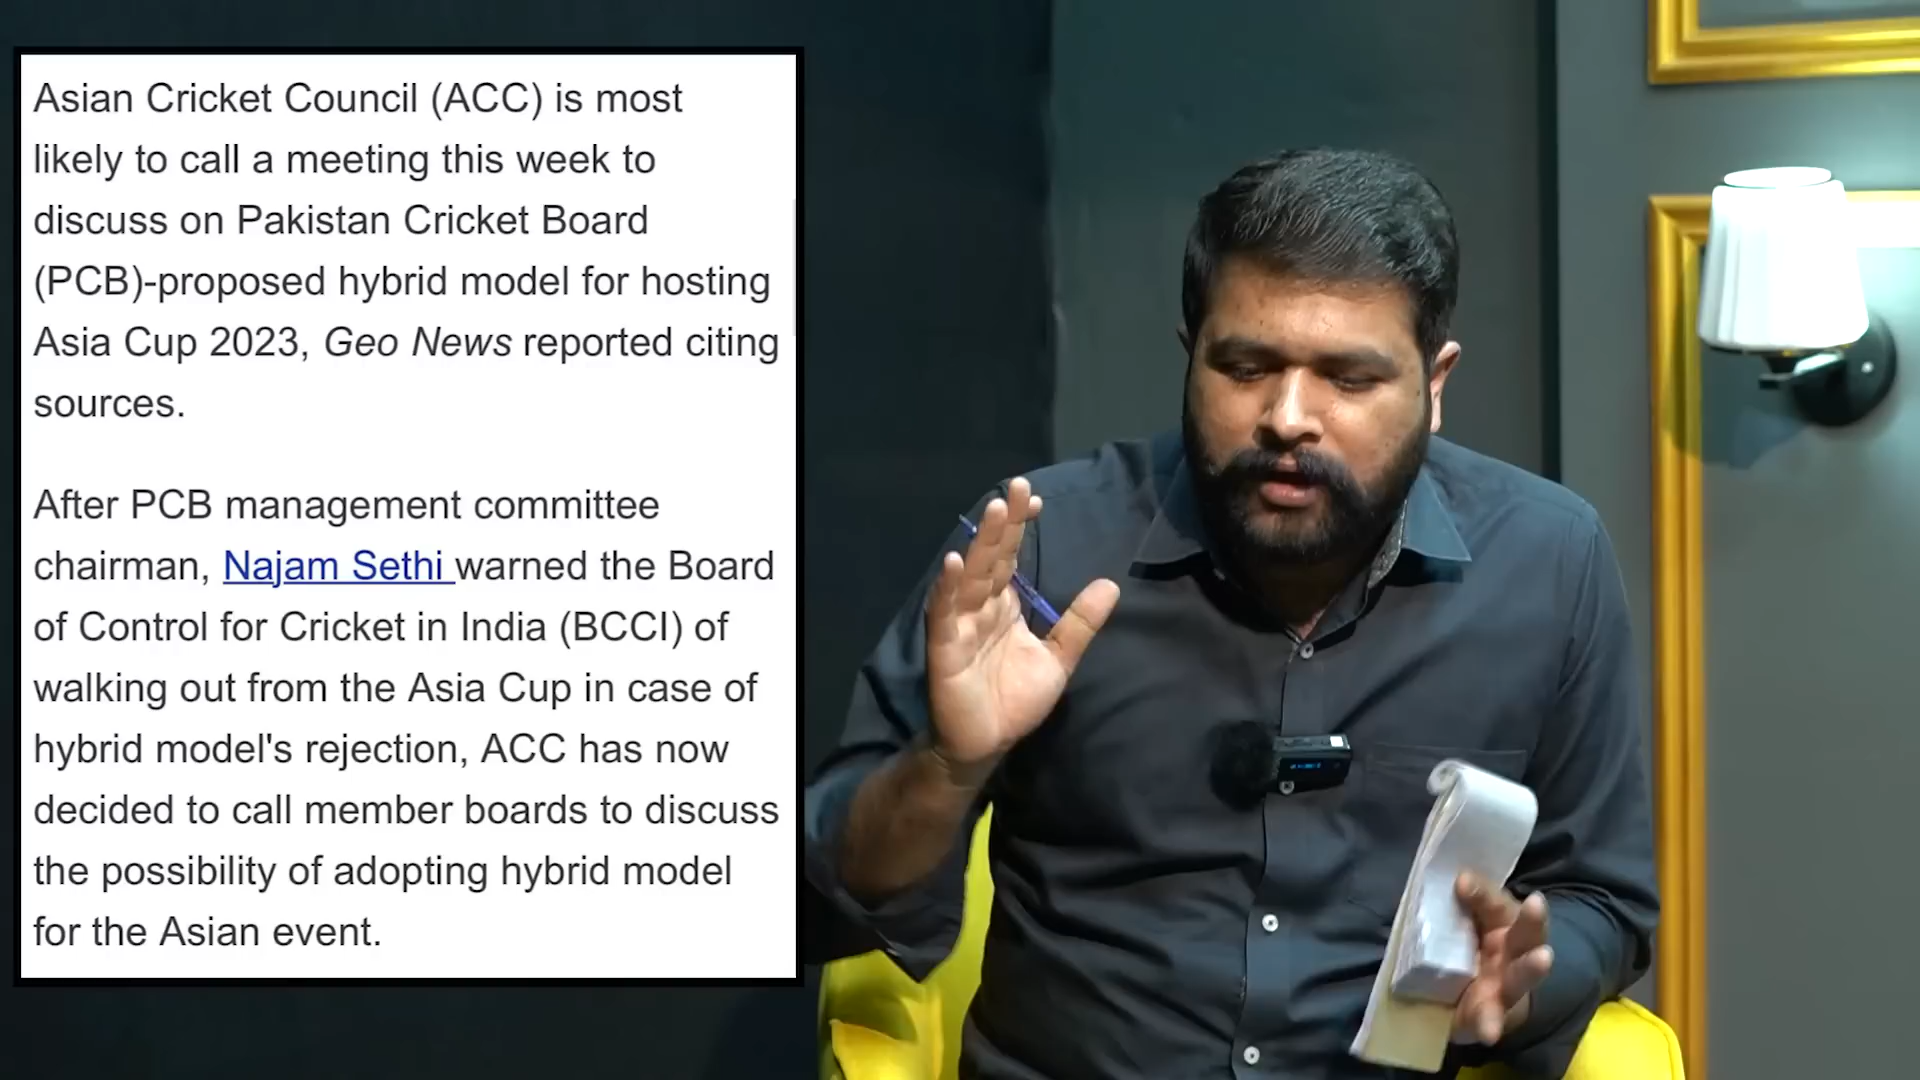 Asian Cricket Council (ACC) is most
likely to call a meeting this week to
discuss on Pakistan Cricket Board
(PCB)-proposed hybrid model for hosting
Asia Cup 2023, Geo News reported citing
sources.
After PCB management committee
chairman, Najam Sethi warned the Board
of Control for Cricket in India (BCCI) of
walking out from the Asia Cup in case of
hybrid model's rejection, ACC has now
decided to call member boards to discuss
the possibility of adopting hybrid model
for the Asian event.